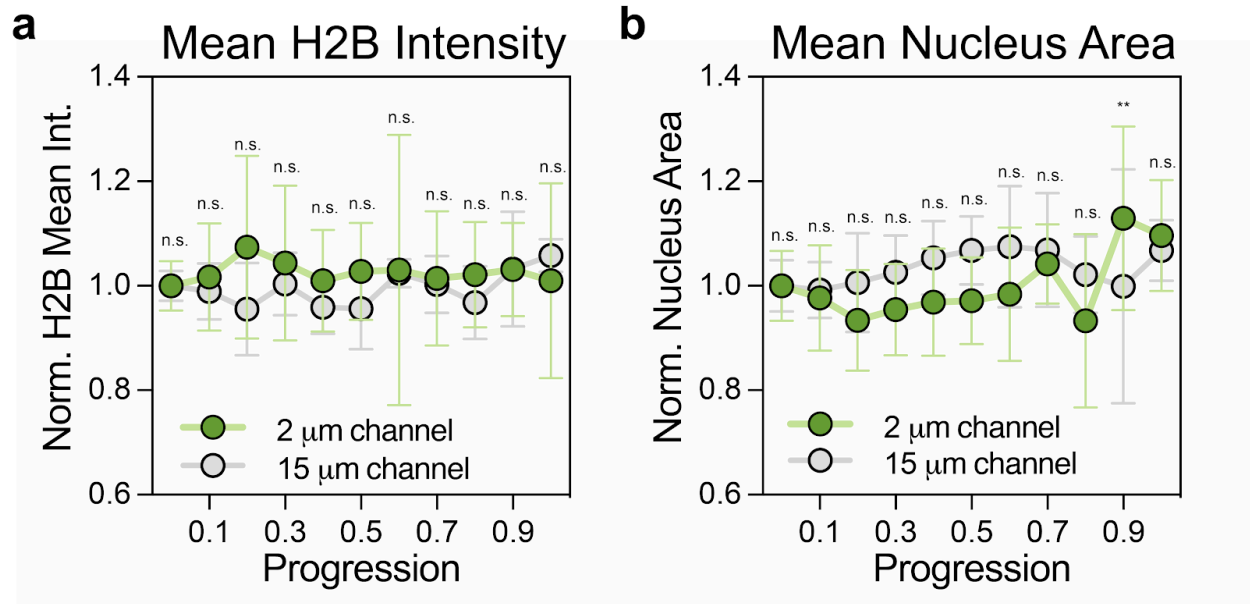 a
Mean H2B Intensity
Norm. H2B Mean Int.
1.4
1.2
1.0
0.8
0.6
n.s.
n.s.
n.s.
n.s.
n.s.
n.s.
n.s.
n.s.
n.s.
n.s.
n.s.
2 μm channel
15 μm channel
0.1 0.3 0.5 0.7 0.9
Progression
b
Mean Nucleus Area
Norm. Nucleus Area
1.4
1.2
1.0
0.8
0.6
n.s.
n.s.
n.s.
n.s.
n.s.
n.s.
n.s.
n.s.
n.s.
**
n.s.
2 μm channel
15 μm channel
0.1 0.3 0.5 0.7 0.9
Progression